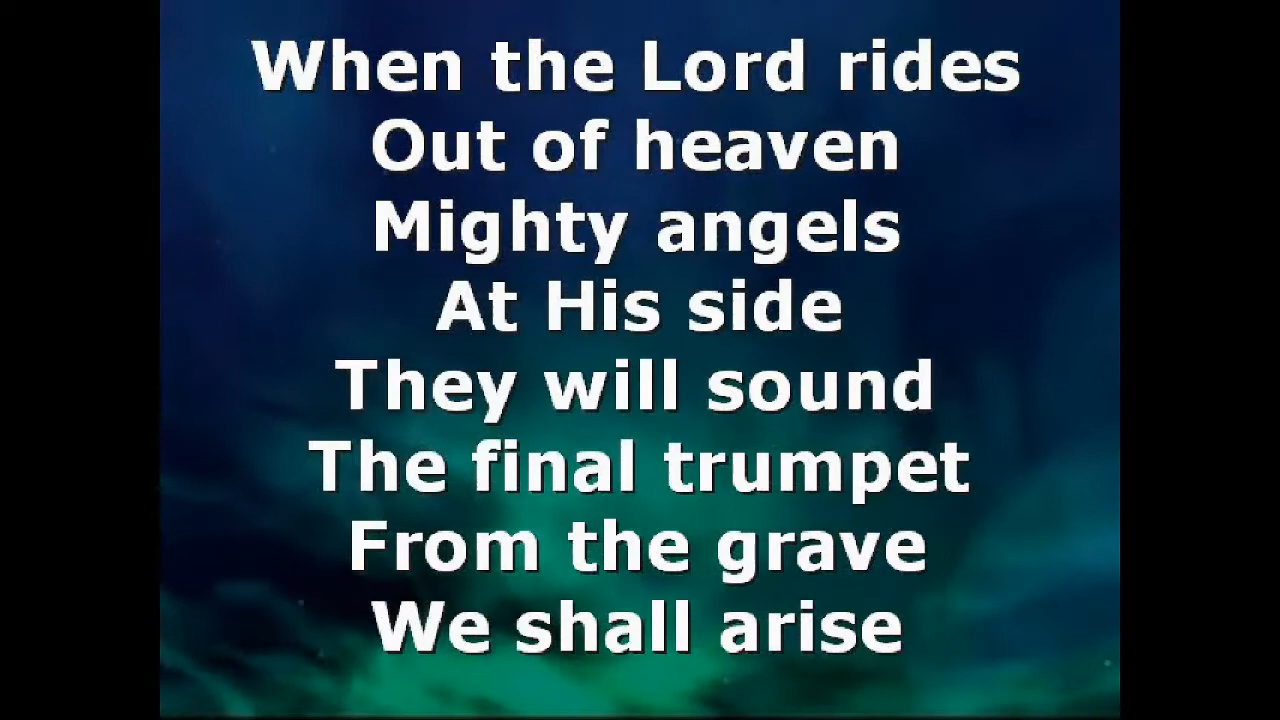 When the Lord rides
Out of heaven
Mighty angels
At His side
They will sound
The final trumpet
From the grave
We shall arise